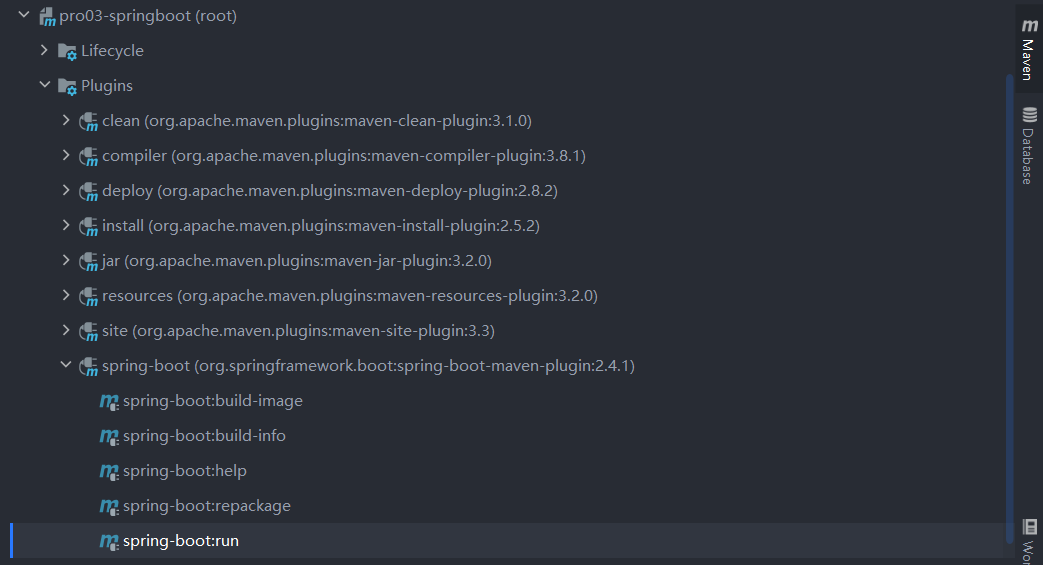 pro03-springboot (root)
Lifecycle
Plugins
clean (org.apache.maven.plugins:maven-clean-plugin:3.1.0)
compiler (org.apache.maven.plugins:maven-compiler-plugin:3.8.1)
deploy (org.apache.maven.plugins:maven-deploy-plugin:2.8.2)
install (org.apache.maven.plugins:maven-install-plugin:2.5.2)
jar (org.apache.maven.plugins:maven-jar-plugin:3.2.0)
resources (org.apache.maven.plugins:maven-resources-plugin:3.2.0)
site (org.apache.maven.plugins:maven-site-plugin:3.3)
spring-boot (org.springframework.boot:spring-boot-maven-plugin:2.4.1)
spring-boot:build-image
spring-boot:build-info
spring-boot:help
spring-boot:repackage
spring-boot:run
Maven
Database